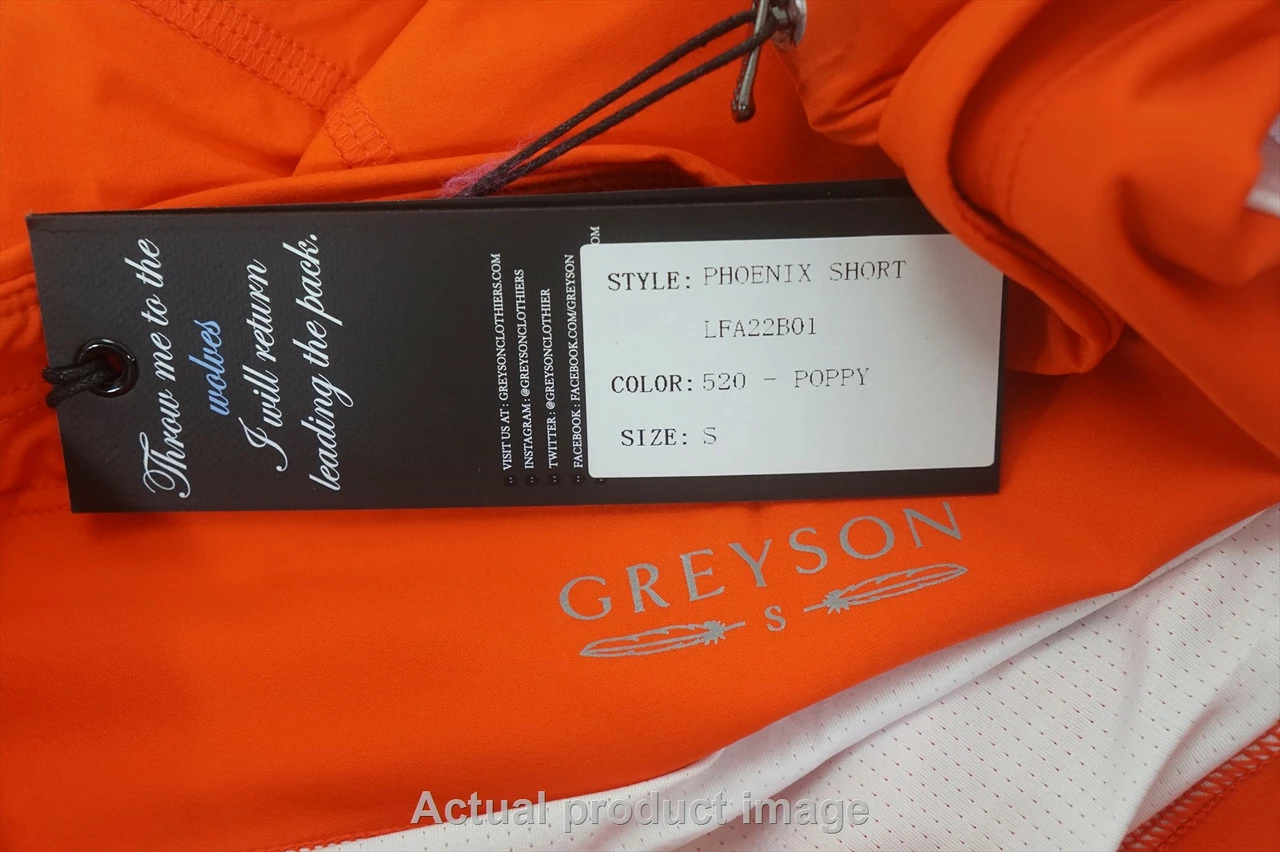 Throw me to the
wolves
I will return
leading the pack.
VISIT US AT : GREYSONCLOTHIERS.COM
INSTAGRAM : @GREYSONCLOTHIERS
TWITTER : @GREYSONCLOTHIER
FACEBOOK : FACEBOOK.COM/GREYSON
OM
STYLE: PHOENIX SHORT
LFA22B01
COLOR: 520 - POPPY
SIZE: S
GREYSON
S
Actual product image